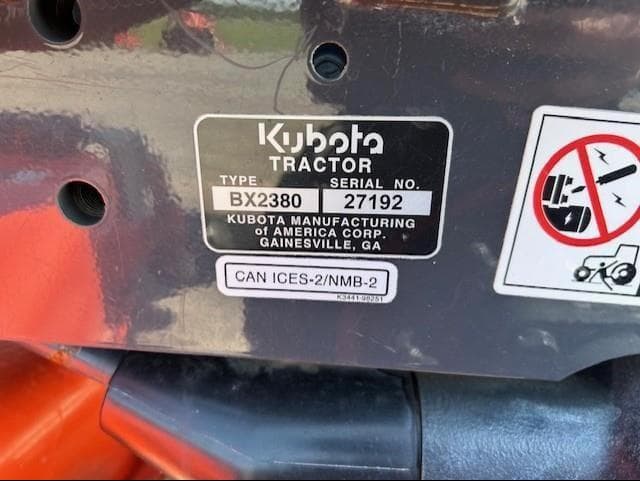 Kubota
TRACTOR
TYPE SERIAL NO.
BX2380 27192
KUBOTA MANUFACTURING
of AMERICA CORP.
GAINESVILLE, GA
CAN ICES-2/NMB-2
K3441-98251